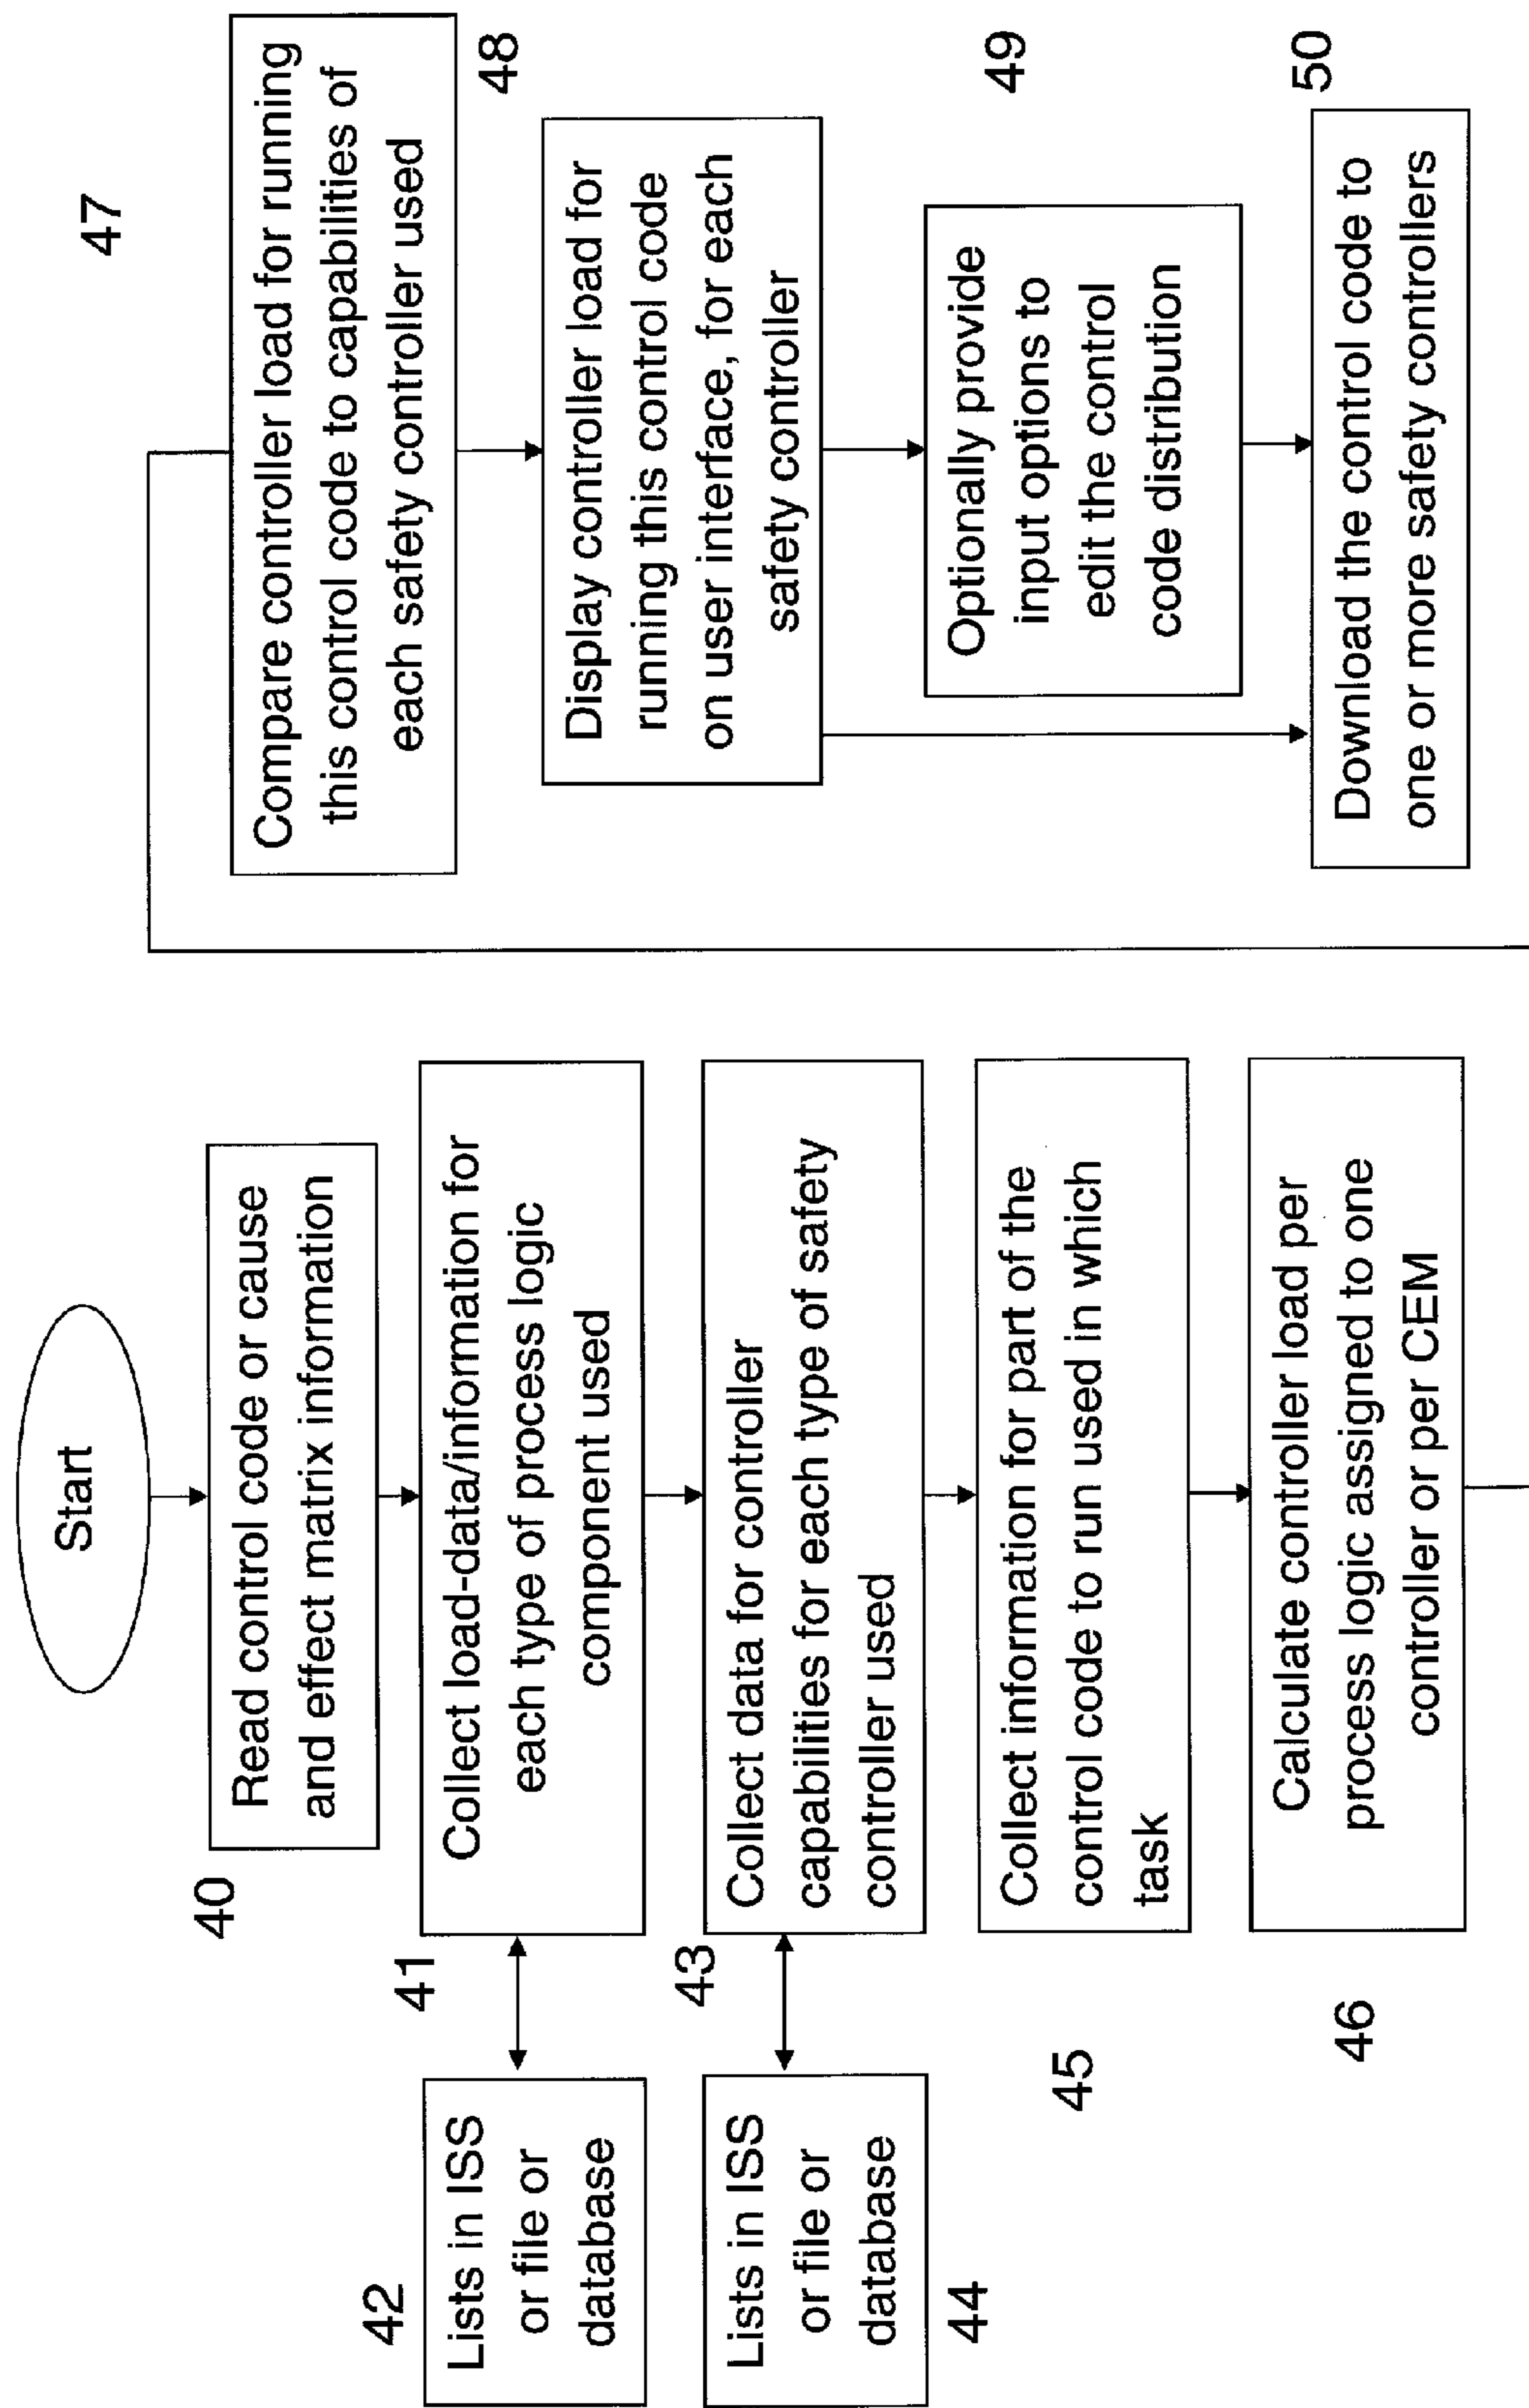 Start
40
Read control code or cause
and effect matrix information
41
Collect load-data/information for
each type of process logic
component used
42
Lists in ISS
or file or
database
43
Collect data for controller
capabilities for each type of safety
controller used
44
Lists in ISS
or file or
database
45
Collect information for part of the
control code to run used in which
task
46
Calculate controller load per
process logic assigned to one
controller or per CEM
47
Compare controller load for running
this control code to capabilities of
each safety controller used
48
Display controller load for
running this control code
on user interface, for each
safety controller
49
Optionally provide
input options to
edit the control
code distribution
50
Download the control code to
one or more safety controllers